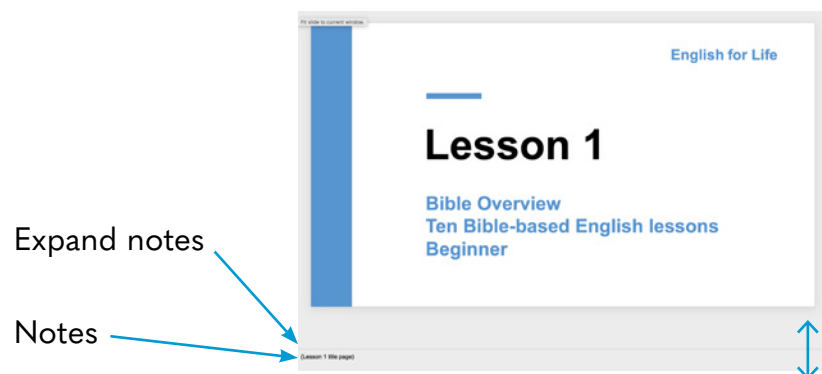 Fit slide to current window.
English for Life
Lesson 1
Bible Overview
Ten Bible-based English lessons
Beginner
Expand notes
Notes
(Lesson 1 title page)